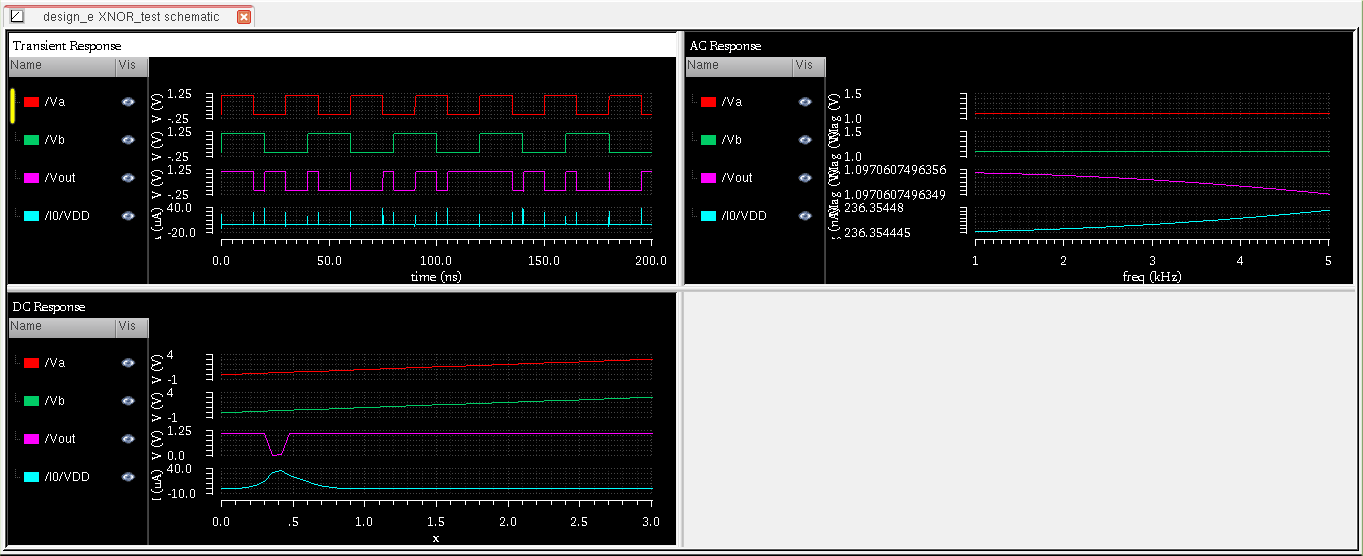 design_e XNOR_test schematic
Transient Response
Name Vis
/Va
/Vb
/Vout
/I0/VDD
V (V) 1.25
-.25
V (V) 1.25
-.25
V (V) 1.25
-.25
(uA) 40.0
-20.0
0.0 50.0 100.0 150.0 200.0
time (ns)
AC Response
Name Vis
/Va
/Vb
/Vout
/I0/VDD
Mag (V) 1.5
1.0
1.5
1.0
1.0970607496356
1.0970607496349
236.35448
236.354445
1 2 3 4 5
freq (kHz)
DC Response
Name Vis
/Va
/Vb
/Vout
/I0/VDD
V (V) 4
-1
V (V) 4
-1
V (V) 1.25
0.0
I (uA) 40.0
-10.0
0.0 .5 1.0 1.5 2.0 2.5 3.0
x